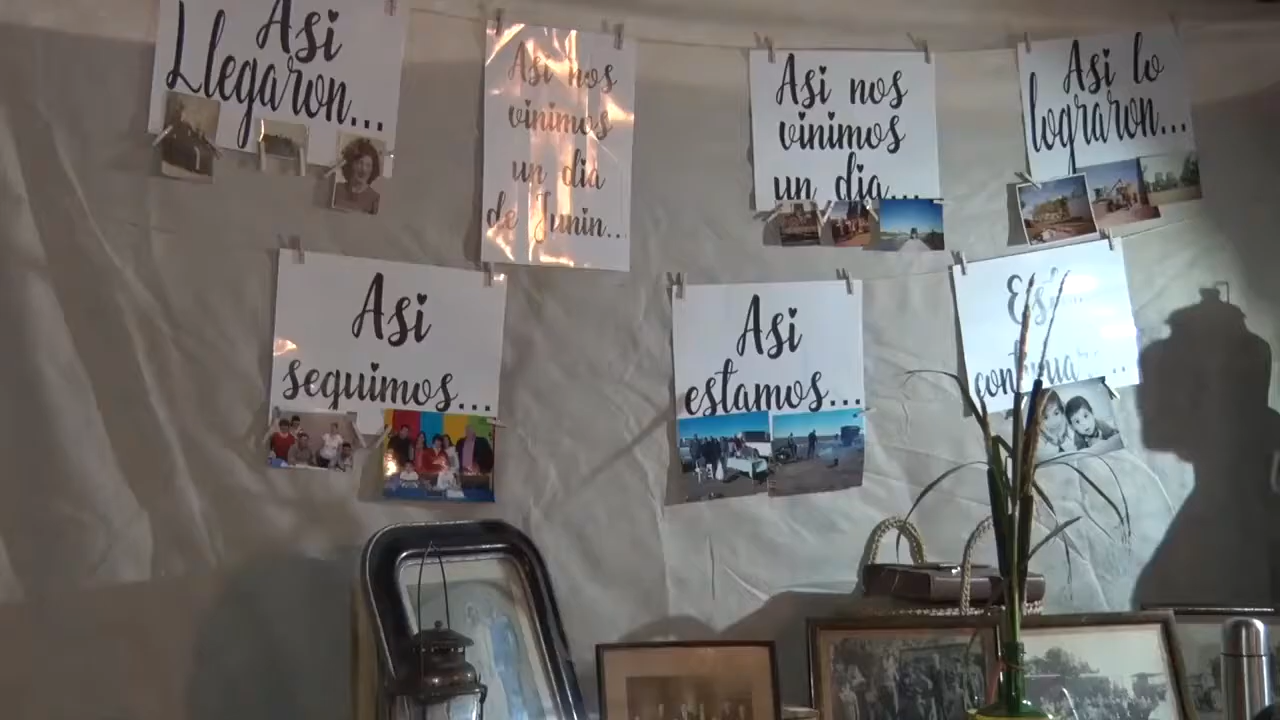 Asi
Llegaron...
Asi nos
vinimos
un dia
de Junin...
Asi nos
vinimos
un dia...
Asi lo
lograron...
Asi
seguimos...
Asi
estamos...